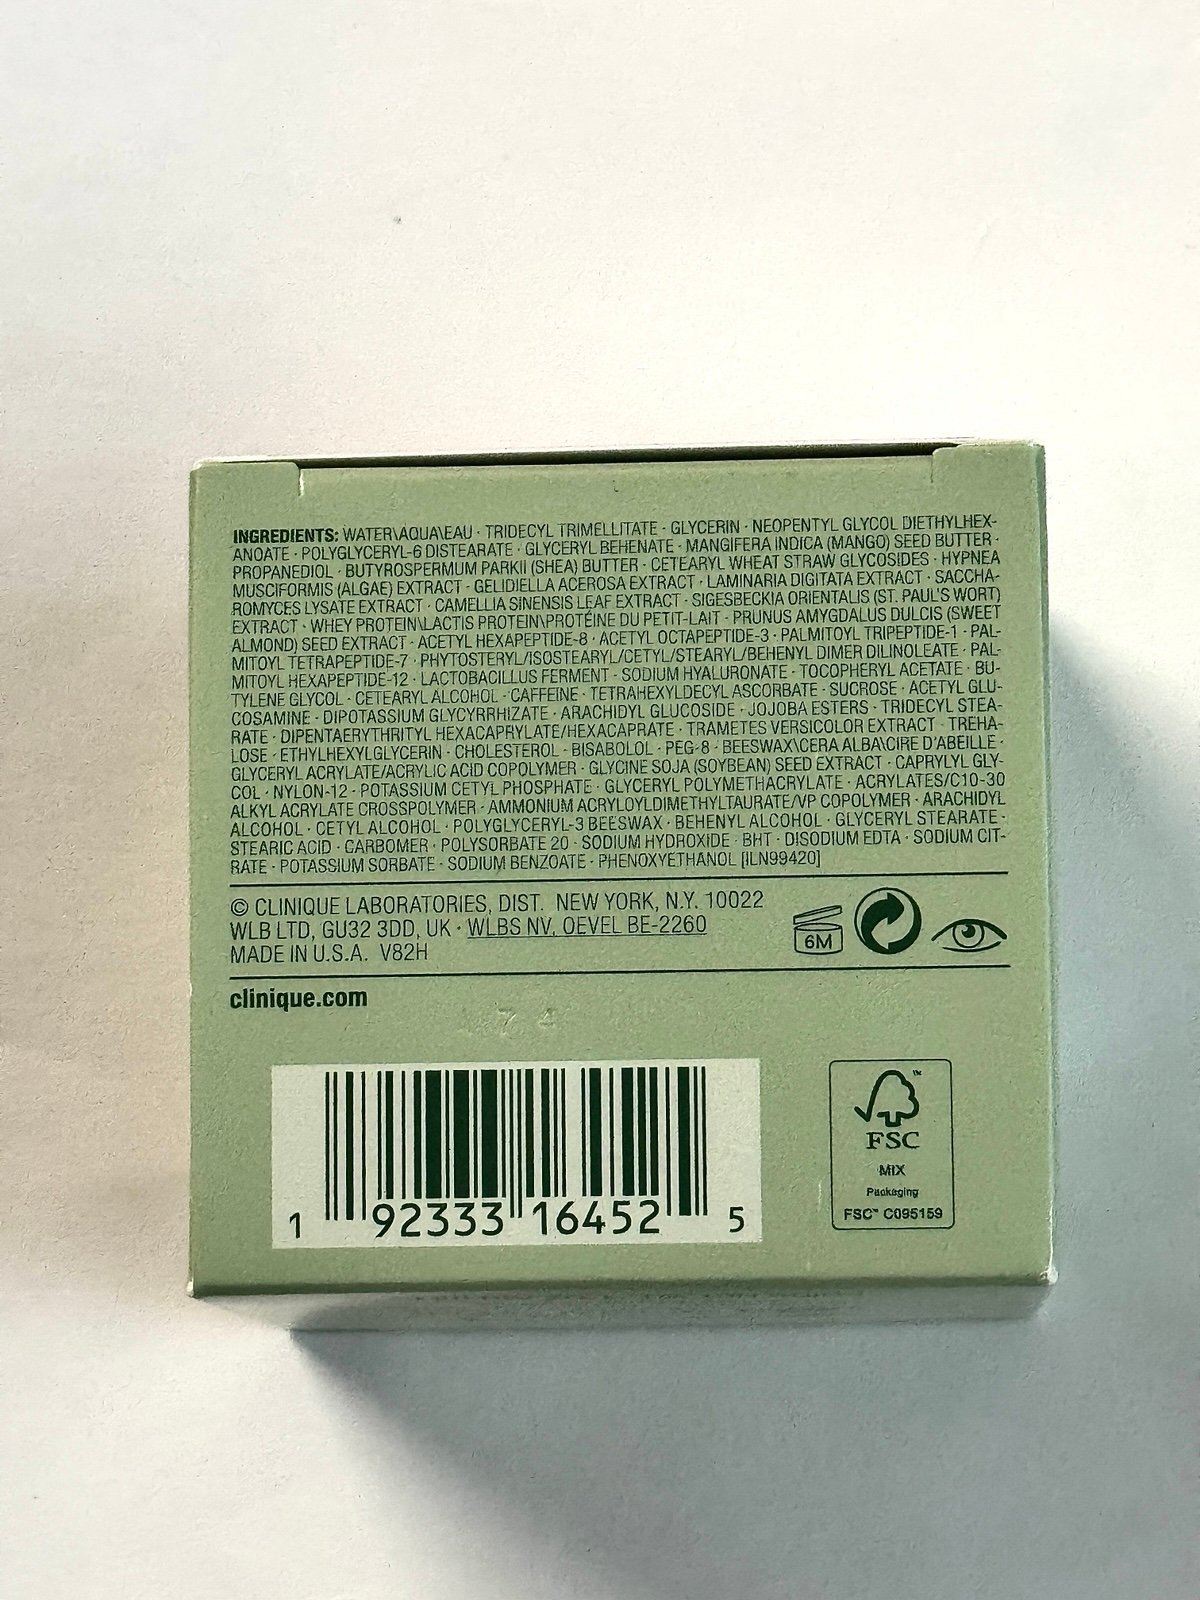 INGREDIENTS: WATER\AQUA\EAU · TRIDECYL TRIMELLITATE · GLYCERIN · NEOPENTYL GLYCOL DIETHYLHEX-
ANOATE · POLYGLYCERYL-6 DISTEARATE · GLYCERYL BEHENATE · MANGIFERA INDICA (MANGO) SEED BUTTER ·
PROPANEDIOL · BUTYROSPERMUM PARKII (SHEA) BUTTER · CETEARYL WHEAT STRAW GLYCOSIDES · HYPNEA
MUSCIFORMIS (ALGAE) EXTRACT · GELIDIELLA ACEROSA EXTRACT · LAMINARIA DIGITATA EXTRACT · SACCHA-
ROMYCES LYSATE EXTRACT · CAMELLIA SINENSIS LEAF EXTRACT · SIGESBECKIA ORIENTALIS (ST. PAUL'S WORT)
EXTRACT · WHEY PROTEIN\LACTIS PROTEIN\PROTÉINE DU PETIT-LAIT · PRUNUS AMYGDALUS DULCIS (SWEET
ALMOND) SEED EXTRACT · ACETYL HEXAPEPTIDE-8 · ACETYL OCTAPEPTIDE-3 · PALMITOYL TRIPEPTIDE-1 · PAL-
MITOYL TETRAPEPTIDE-7 · PHYTOSTERYL/ISOSTEARYL/CETYL/STEARYL/BEHENYL DIMER DILINOLEATE · PAL-
MITOYL HEXAPEPTIDE-12 · LACTOBACILLUS FERMENT · SODIUM HYALURONATE · TOCOPHERYL ACETATE · BU-
TYLENE GLYCOL · CETEARYL ALCOHOL · CAFFEINE · TETRAHEXYLDECYL ASCORBATE · SUCROSE · ACETYL GLU-
COSAMINE · DIPOTASSIUM GLYCYRRHIZATE · ARACHIDYL GLUCOSIDE · JOJOBA ESTERS · TRIDECYL STEA-
RATE · DIPENTAERYTHRITYL HEXACAPRYLATE/HEXACAPRATE · TRAMETES VERSICOLOR EXTRACT · TREHA-
LOSE · ETHYLHEXYLGLYCERIN · CHOLESTEROL · BISABOLOL · PEG-8 · BEESWAX\CERA ALBA\CIRE D'ABEILLE ·
GLYCERYL ACRYLATE/ACRYLIC ACID COPOLYMER · GLYCINE SOJA (SOYBEAN) SEED EXTRACT · CAPRYLYL GLY-
COL · NYLON-12 · POTASSIUM CETYL PHOSPHATE · GLYCERYL POLYMETHACRYLATE · ACRYLATES/C10-30
ALKYL ACRYLATE CROSSPOLYMER · AMMONIUM ACRYLOYLDIMETHYLTAURATE/VP COPOLYMER · ARACHIDYL
ALCOHOL · CETYL ALCOHOL · POLYGLYCERYL-3 BEESWAX · BEHENYL ALCOHOL · GLYCERYL STEARATE ·
STEARIC ACID · CARBOMER · POLYSORBATE 20 · SODIUM HYDROXIDE · BHT · DISODIUM EDTA · SODIUM CIT-
RATE · POTASSIUM SORBATE · SODIUM BENZOATE · PHENOXYETHANOL [ILN99420]
© CLINIQUE LABORATORIES, DIST. NEW YORK, N.Y. 10022
WLB LTD, GU32 3DD, UK · WLBS NV, OEVEL BE-2260
MADE IN U.S.A. V82H
6M
clinique.com
74
1 92333 16452 5
FSC™
MIX
Packaging
FSC™ C095159